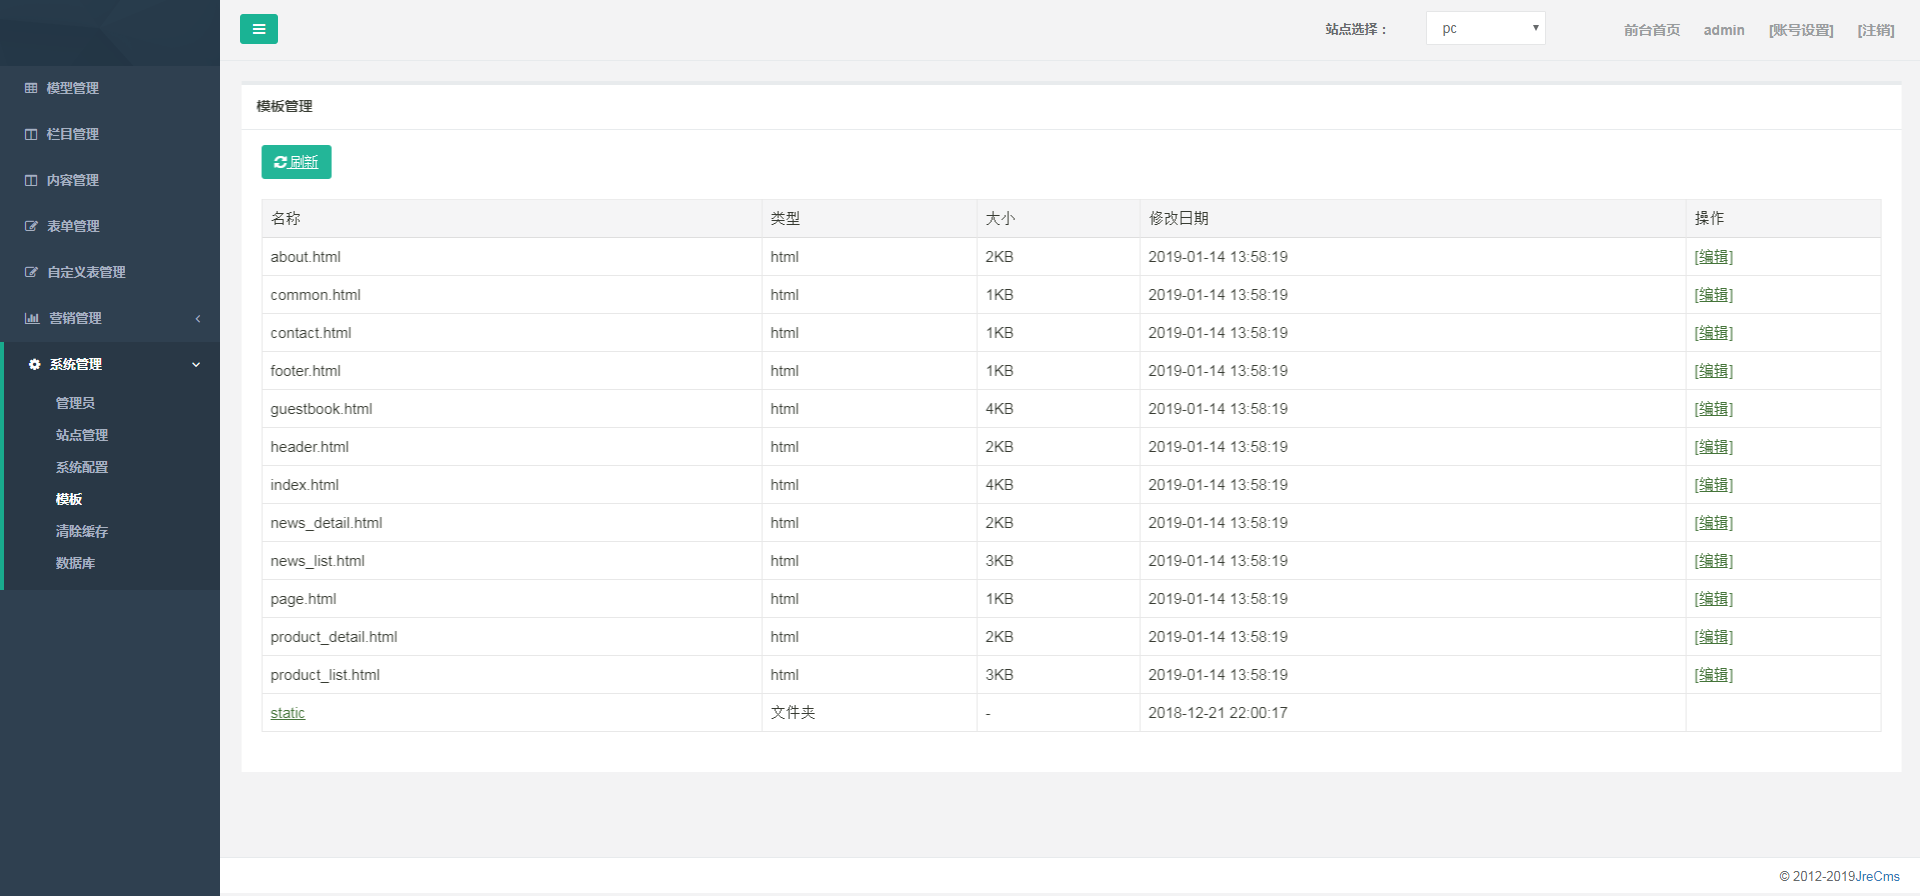 站点选择： pc 前台首页 admin [账号设置] [注销]
模型管理
栏目管理
内容管理
表单管理
自定义表管理
营销管理
系统管理
管理员
站点管理
系统配置
模板
清除缓存
数据库
模板管理
刷新
名称 类型 大小 修改日期 操作
about.html html 2KB 2019-01-14 13:58:19 [编辑]
common.html html 1KB 2019-01-14 13:58:19 [编辑]
contact.html html 1KB 2019-01-14 13:58:19 [编辑]
footer.html html 1KB 2019-01-14 13:58:19 [编辑]
guestbook.html html 4KB 2019-01-14 13:58:19 [编辑]
header.html html 2KB 2019-01-14 13:58:19 [编辑]
index.html html 4KB 2019-01-14 13:58:19 [编辑]
news_detail.html html 2KB 2019-01-14 13:58:19 [编辑]
news_list.html html 3KB 2019-01-14 13:58:19 [编辑]
page.html html 1KB 2019-01-14 13:58:19 [编辑]
product_detail.html html 2KB 2019-01-14 13:58:19 [编辑]
product_list.html html 3KB 2019-01-14 13:58:19 [编辑]
static 文件夹 - 2018-12-21 22:00:17
© 2012-2019JreCms